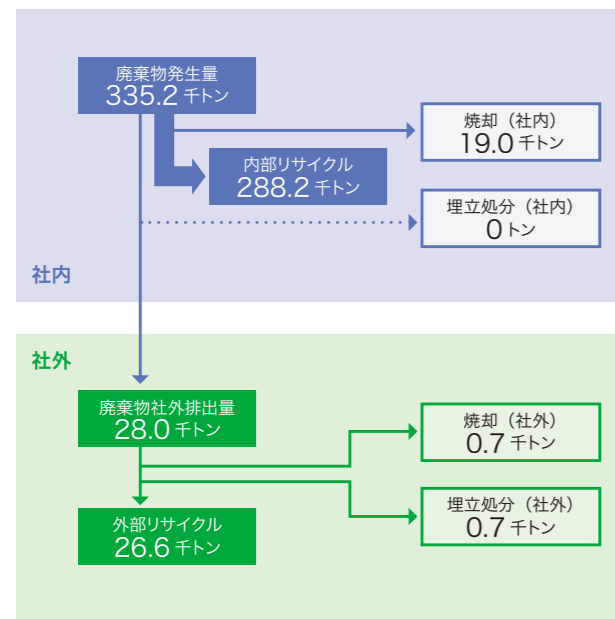 廃棄物発生量
335.2 千トン
焼却（社内）
19.0 千トン
内部リサイクル
288.2 千トン
埋立処分（社内）
0 トン
社内
社外
廃棄物社外排出量
28.0 千トン
焼却（社外）
0.7 千トン
埋立処分（社外）
0.7 千トン
外部リサイクル
26.6 千トン